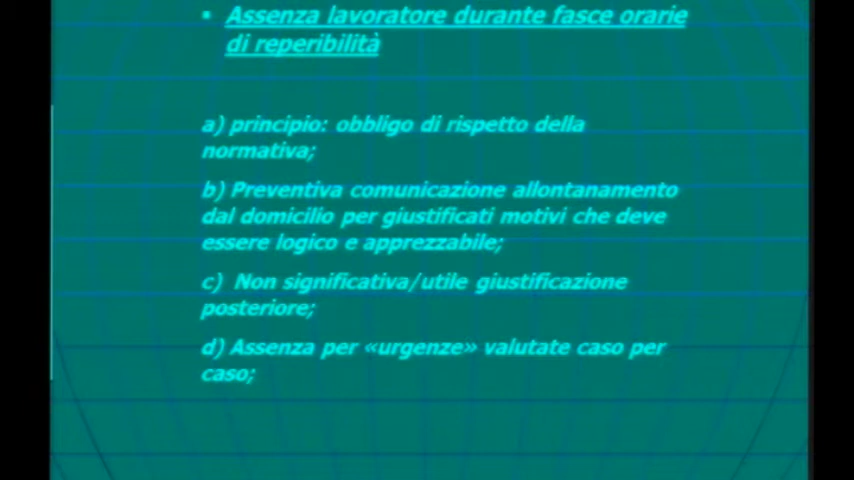 ▪ Assenza lavoratore durante fasce orarie
di reperibilità
a) principio: obbligo di rispetto della
normativa;
b) Preventiva comunicazione allontanamento
dal domicilio per giustificati motivi che deve
essere logico e apprezzabile;
c) Non significativa/utile giustificazione
posteriore;
d) Assenza per «urgenze» valutate caso per
caso;